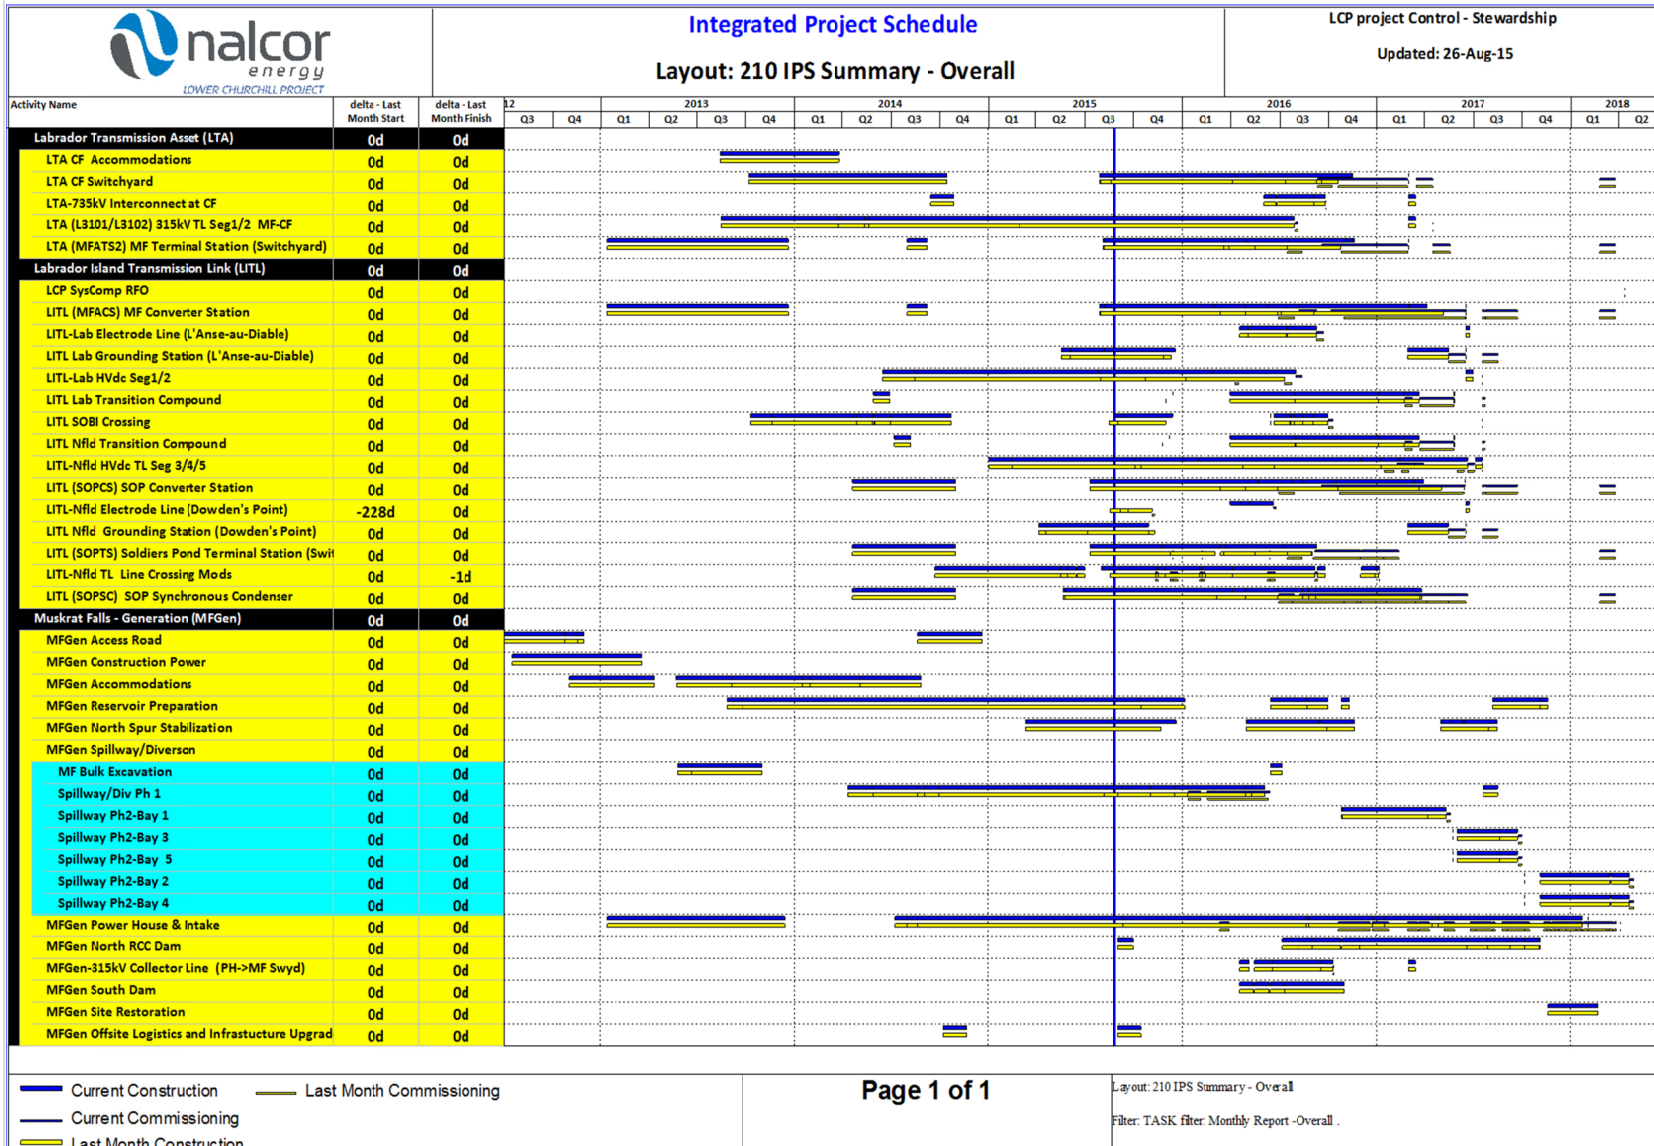 nalcor
energy
LOWER CHURCHILL PROJECT
Integrated Project Schedule
Layout: 210 IPS Summary - Overall
LCP project Control - Stewardship
Updated: 26-Aug-15
Activity Name delta - Last Month Start delta - Last Month Finish
12 2013 2014 2015 2016 2017 2018
Q3 Q4 Q1 Q2 Q3 Q4 Q1 Q2 Q3 Q4 Q1 Q2 Q3 Q4 Q1 Q2 Q3 Q4 Q1 Q2 Q3 Q4 Q1 Q2
Labrador Transmission Asset (LTA) 0d 0d
LTA CF Accommodations 0d 0d
LTA CF Switchyard 0d 0d
LTA-735kV Interconnect at CF 0d 0d
LTA (L3101/L3102) 315kV TL Seg1/2 MF-CF 0d 0d
LTA (MFATS2) MF Terminal Station (Switchyard) 0d 0d
Labrador Island Transmission Link (LITL) 0d 0d
LCP SysComp RFO 0d 0d
LITL (MFACS) MF Converter Station 0d 0d
LITL-Lab Electrode Line (L'Anse-au-Diable) 0d 0d
LITL Lab Grounding Station (L'Anse-au-Diable) 0d 0d
LITL-Lab HVdc Seg1/2 0d 0d
LITL Lab Transition Compound 0d 0d
LITL SOBI Crossing 0d 0d
LITL Nfld Transition Compound 0d 0d
LITL-Nfld HVdc TL Seg 3/4/5 0d 0d
LITL (SOPCS) SOP Converter Station 0d 0d
LITL-Nfld Electrode Line (Dowden's Point) -228d 0d
LITL Nfld Grounding Station (Dowden's Point) 0d 0d
LITL (SOPTS) Soldiers Pond Terminal Station (Swit 0d 0d
LITL-Nfld TL Line Crossing Mods 0d -1d
LITL (SOPSC) SOP Synchronous Condenser 0d 0d
Muskrat Falls - Generation (MFGen) 0d 0d
MFGen Access Road 0d 0d
MFGen Construction Power 0d 0d
MFGen Accommodations 0d 0d
MFGen Reservoir Preparation 0d 0d
MFGen North Spur Stabilization 0d 0d
MFGen Spillway/Diverson 0d 0d
MF Bulk Excavation 0d 0d
Spillway/Div Ph 1 0d 0d
Spillway Ph2-Bay 1 0d 0d
Spillway Ph2-Bay 3 0d 0d
Spillway Ph2-Bay 5 0d 0d
Spillway Ph2-Bay 2 0d 0d
Spillway Ph2-Bay 4 0d 0d
MFGen Power House & Intake 0d 0d
MFGen North RCC Dam 0d 0d
MFGen-315kV Collector Line (PH->MF Swyd) 0d 0d
MFGen South Dam 0d 0d
MFGen Site Restoration 0d 0d
MFGen Offsite Logistics and Infrastucture Upgrad 0d 0d
Current Construction Last Month Commissioning
Current Commissioning
Last Month Construction
Page 1 of 1
Layout: 210 IPS Summary - Overall
Filter: TASK filter: Monthly Report -Overall .